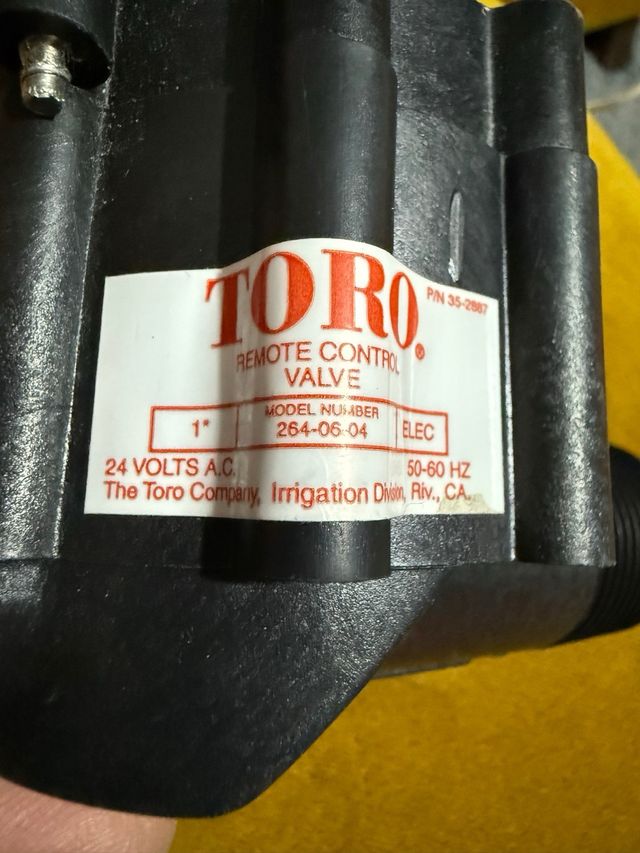 TORO®
P/N 35-2887
REMOTE CONTROL
VALVE
MODEL NUMBER
1" 264-06-04 ELEC
24 VOLTS A.C. 50-60 HZ
The Toro Company, Irrigation Division, Riv., CA.